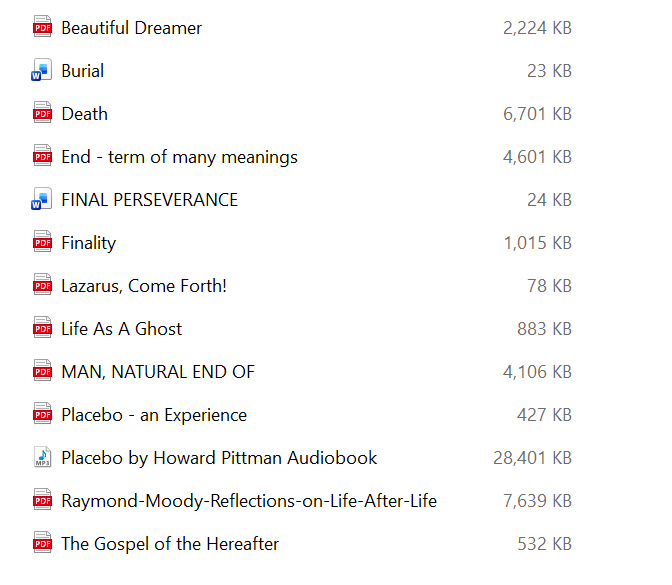 PDF Beautiful Dreamer 2,224 KB
W Burial 23 KB
PDF Death 6,701 KB
PDF End - term of many meanings 4,601 KB
W FINAL PERSEVERANCE 24 KB
PDF Finality 1,015 KB
PDF Lazarus, Come Forth! 78 KB
PDF Life As A Ghost 883 KB
PDF MAN, NATURAL END OF 4,106 KB
PDF Placebo - an Experience 427 KB
MP3 Placebo by Howard Pittman Audiobook 28,401 KB
PDF Raymond-Moody-Reflections-on-Life-After-Life 7,639 KB
PDF The Gospel of the Hereafter 532 KB